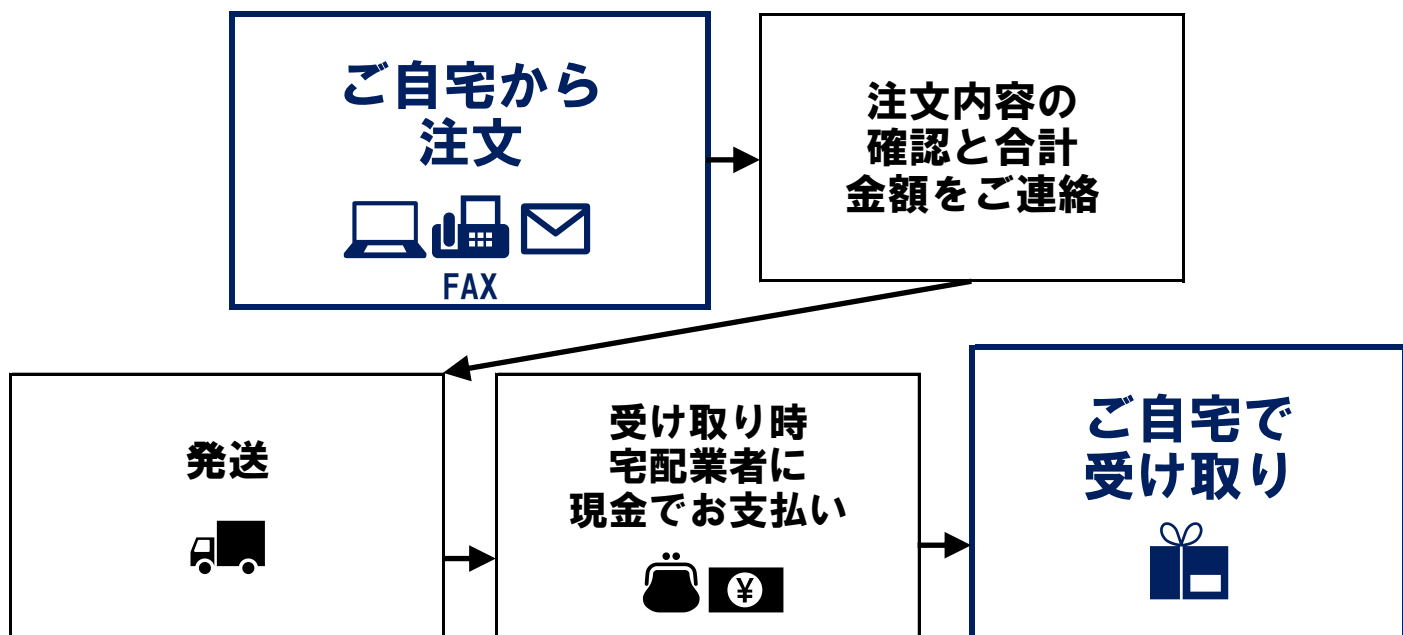 ご自宅から
注文
FAX
注文内容の
確認と合計
金額をご連絡
発送
受け取り時
宅配業者に
現金でお支払い
¥
ご自宅で
受け取り